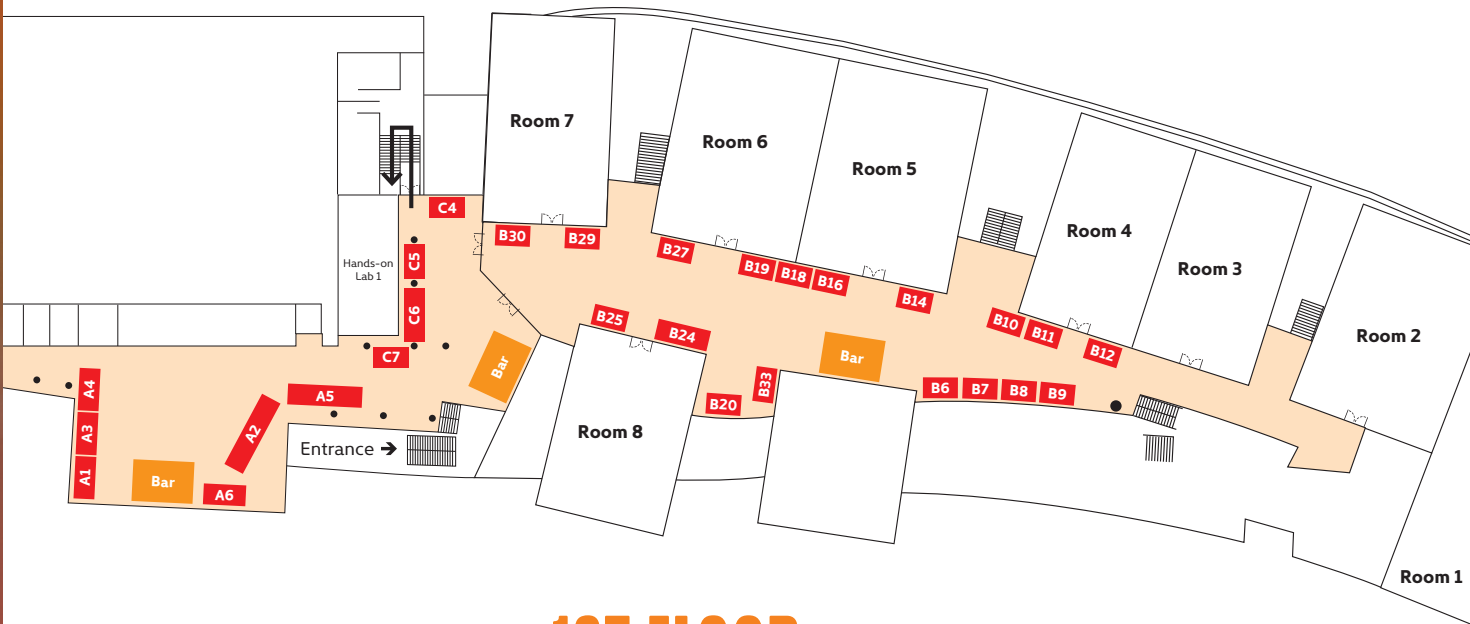 Room 7
Room 6
Room 5
Room 4
Room 3
Room 2
Room 1
Room 8
Hands-on
Lab 1
C4
C5
C6
C7
B30
B29
B27
B19
B18
B16
B14
B10
B11
B12
B25
B24
B33
B20
Bar
B6
B7
B8
B9
Bar
A4
A3
A1
A5
A2
A6
Bar
Entrance →
1ST FLOOR